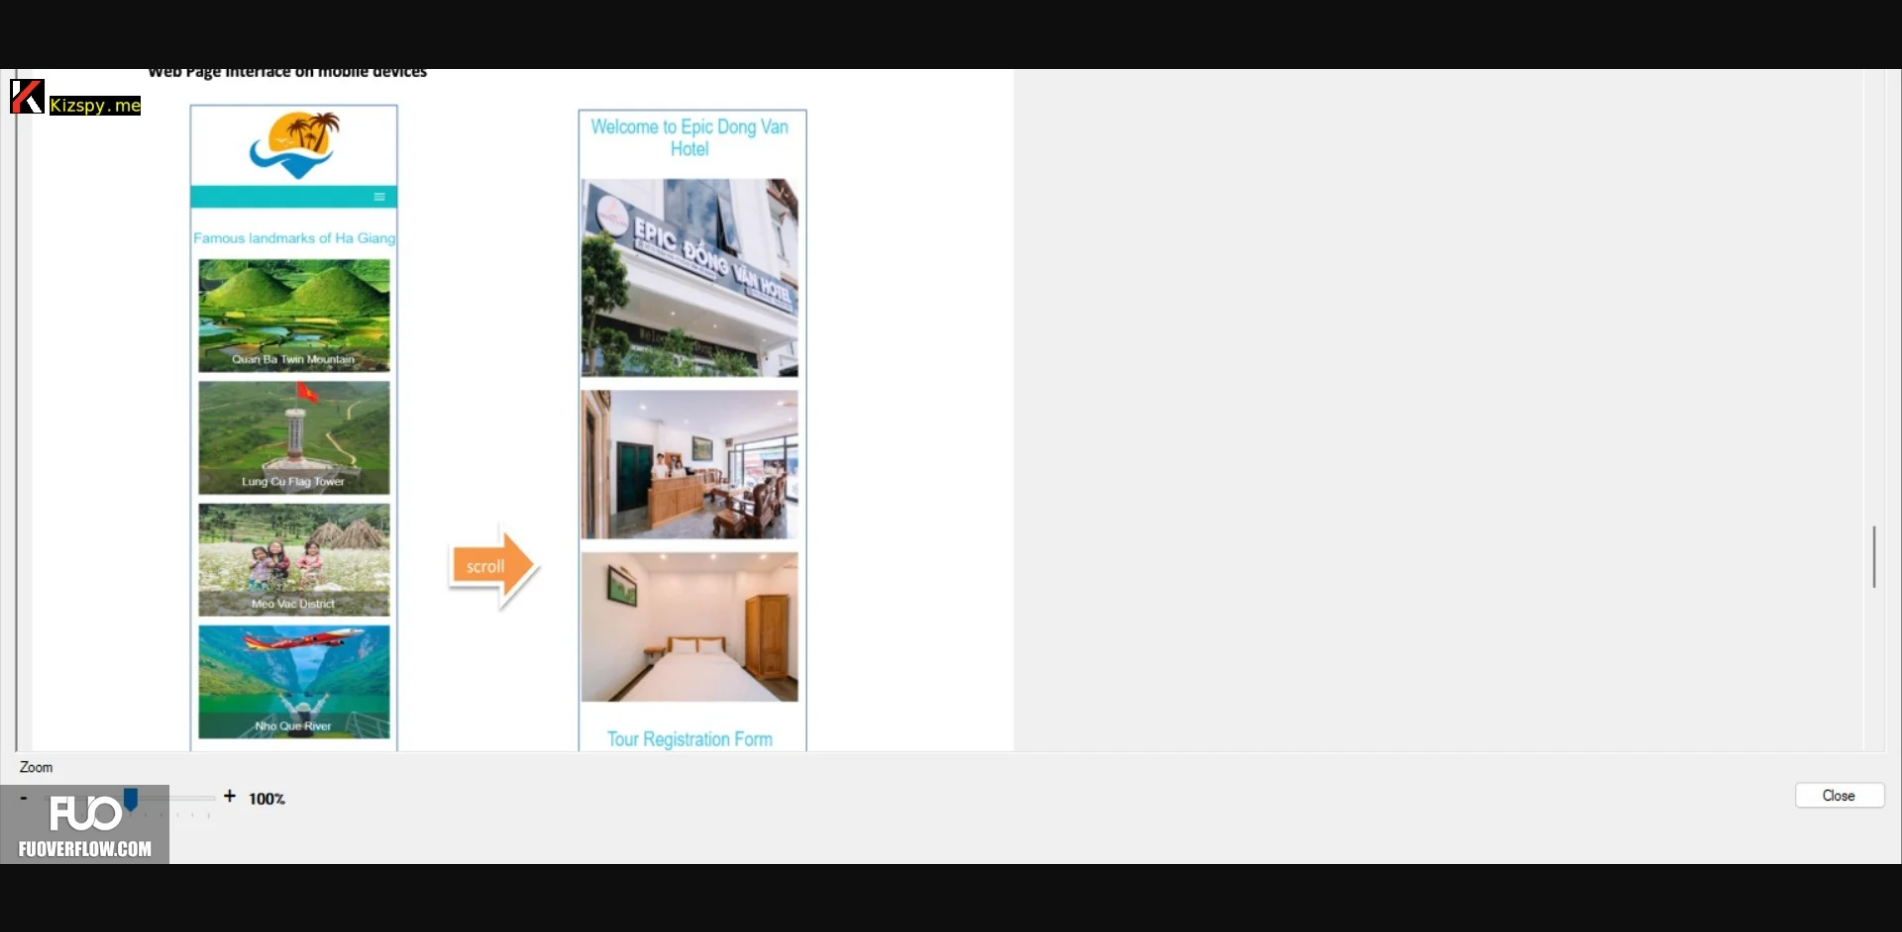 Web Page Interface on mobile devices
Kizspy.me
Famous landmarks of Ha Giang
Quan Ba Twin Mountain
Lung Cu Flag Tower
Meo Vac District
Nho Que River
scroll
Welcome to Epic Dong Van
Hotel
EPIC ĐỒNG VĂN HOTEL
Tour Registration Form
Zoom
- + 100%
Close
FUO
FUOVERFLOW.COM